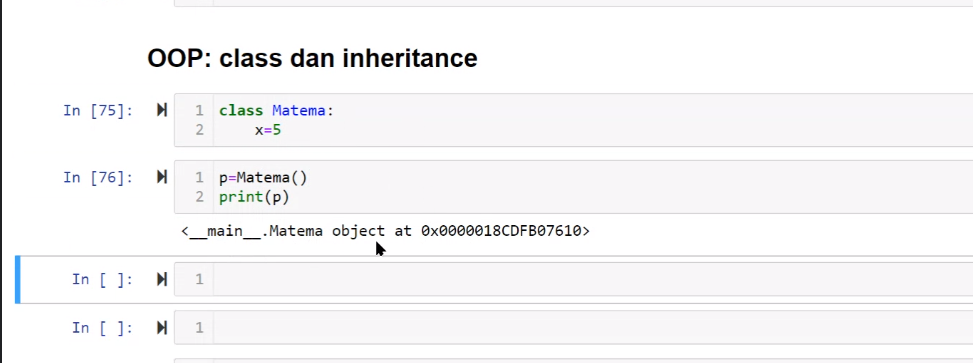 OOP: class dan inheritance
In [75]:
1 class Matema:
2     x=5
In [76]:
1 p=Matema()
2 print(p)
<__main__.Matema object at 0x0000018CDFB07610>
In [ ]: 1
In [ ]: 1